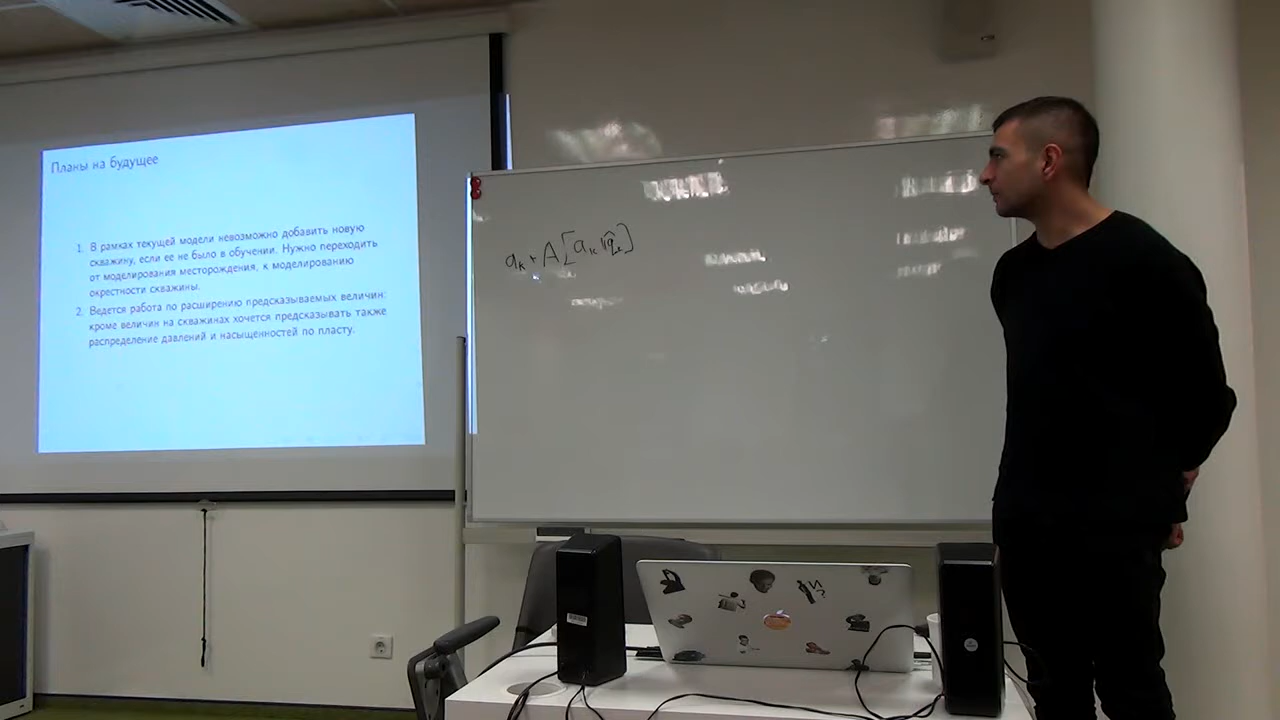 Планы на будущее
1. В рамках текущей модели невозможно добавить новую
скважину, если ее не было в обучении. Нужно переходить
от моделирования месторождения, к моделированию
окрестности скважины.
2. Ведется работа по расширению предсказываемых величин:
кроме величин на скважинах хочется предсказывать также
распределение давлений и насыщенностей по пласту.
a_k + A[a_k